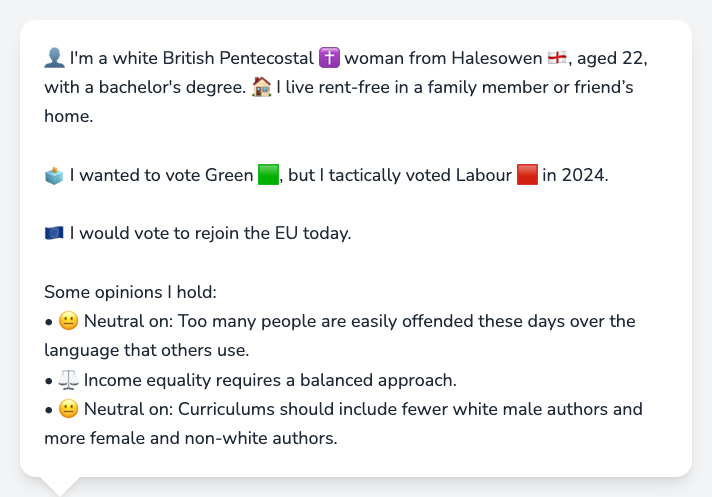 👤 I'm a white British Pentecostal ✝️ woman from Halesowen 🏴󠁧󠁢󠁥󠁮󠁧󠁿, aged 22,
with a bachelor's degree. 🏠 I live rent-free in a family member or friend’s
home.
🗳️ I wanted to vote Green 🟩, but I tactically voted Labour 🟥 in 2024.
🇪🇺 I would vote to rejoin the EU today.
Some opinions I hold:
• 😐 Neutral on: Too many people are easily offended these days over the
language that others use.
• ⚖️ Income equality requires a balanced approach.
• 😐 Neutral on: Curriculums should include fewer white male authors and
more female and non-white authors.